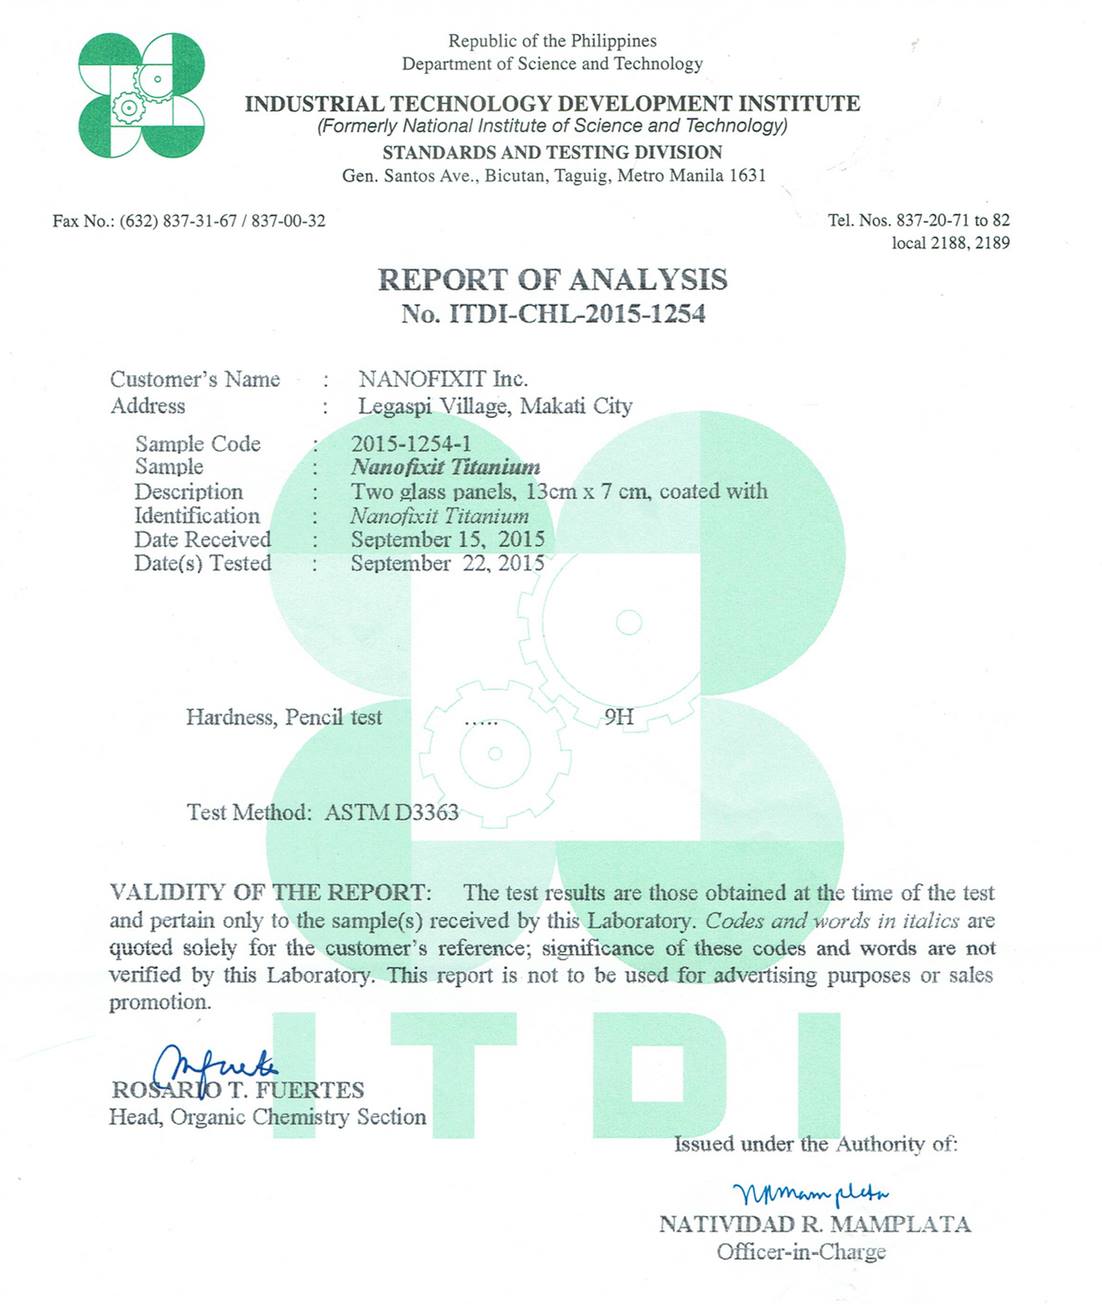 Republic of the Philippines
Department of Science and Technology
INDUSTRIAL TECHNOLOGY DEVELOPMENT INSTITUTE
(Formerly National Institute of Science and Technology)
STANDARDS AND TESTING DIVISION
Gen. Santos Ave., Bicutan, Taguig, Metro Manila 1631
Fax No.: (632) 837-31-67 / 837-00-32
Tel. Nos. 837-20-71 to 82
local 2188, 2189
REPORT OF ANALYSIS
No. ITDI-CHL-2015-1254
Customer's Name : NANOFIXIT Inc.
Address : Legaspi Village, Makati City
Sample Code : 2015-1254-1
Sample : Nanofixit Titanium
Description : Two glass panels, 13cm x 7 cm, coated with
Identification : Nanofixit Titanium
Date Received : September 15, 2015
Date(s) Tested : September 22, 2015
Hardness, Pencil test ..... 9H
Test Method: ASTM D3363
VALIDITY OF THE REPORT: The test results are those obtained at the time of the test
and pertain only to the sample(s) received by this Laboratory. Codes and words in italics are
quoted solely for the customer's reference; significance of these codes and words are not
verified by this Laboratory. This report is not to be used for advertising purposes or sales
promotion.
ITDI
ROSARIO T. FUERTES
Head, Organic Chemistry Section
Issued under the Authority of:
NRMamplata
NATIVIDAD R. MAMPLATA
Officer-in-Charge